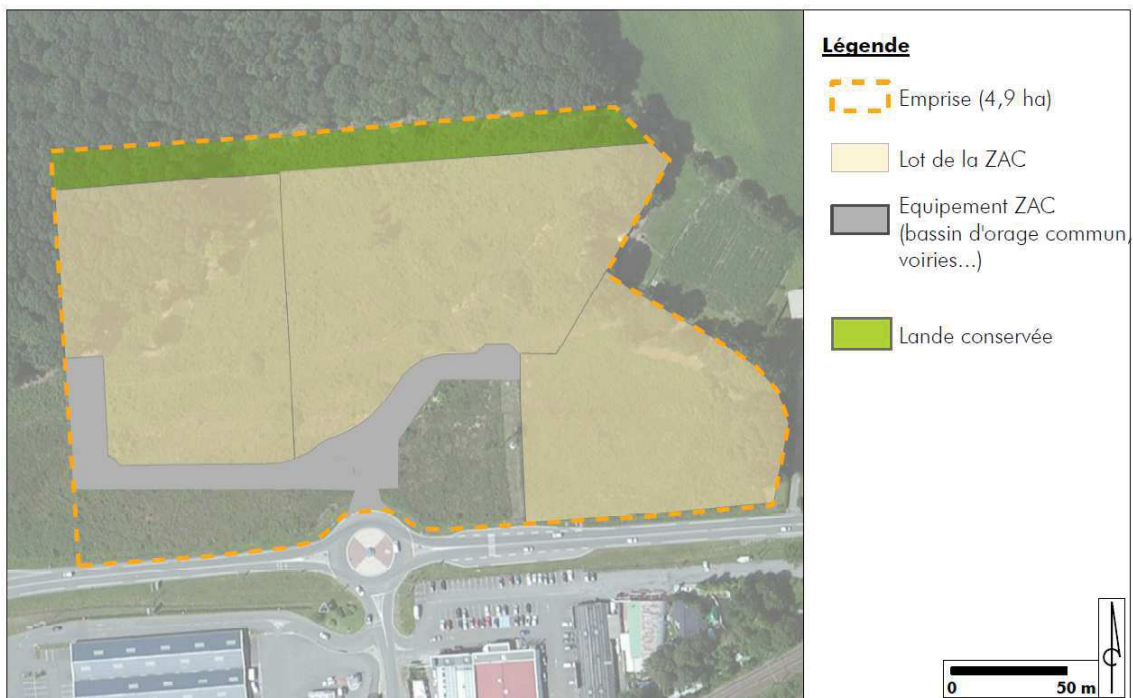 Légende
Emprise (4,9 ha)
Lot de la ZAC
Equipement ZAC
(bassin d'orage commun,
voiries...)
Lande conservée
0 50 m